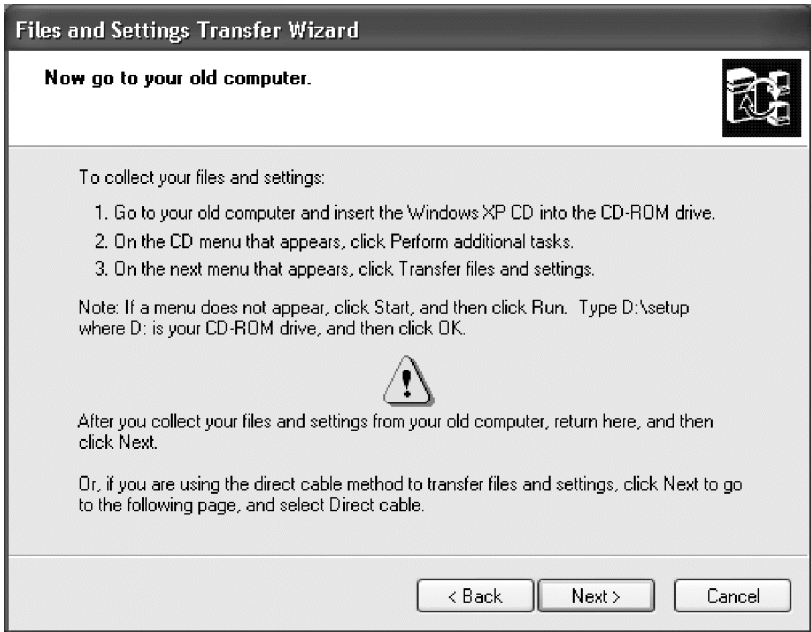 Files and Settings Transfer Wizard
Now go to your old computer.
To collect your files and settings:
1. Go to your old computer and insert the Windows XP CD into the CD-ROM drive.
2. On the CD menu that appears, click Perform additional tasks.
3. On the next menu that appears, click Transfer files and settings.
Note: If a menu does not appear, click Start, and then click Run.  Type D:\setup
where D: is your CD-ROM drive, and then click OK.
After you collect your files and settings from your old computer, return here, and then
click Next.
Or, if you are using the direct cable method to transfer files and settings, click Next to go
to the following page, and select Direct cable.
< Back
Next >
Cancel